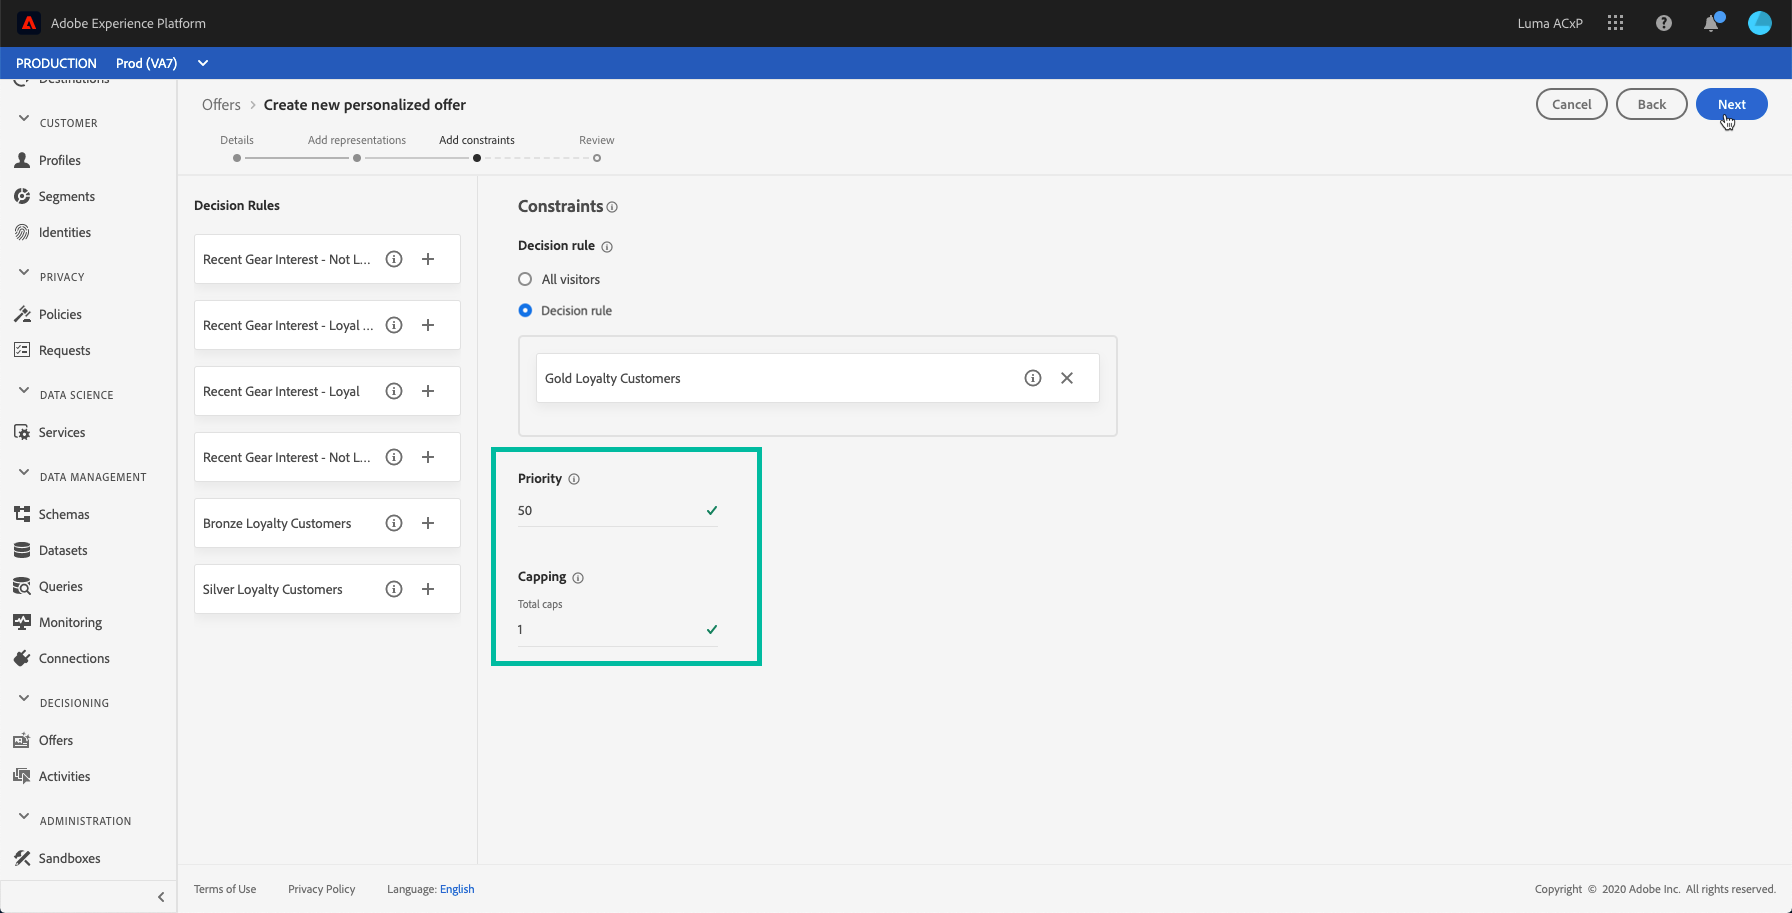 Adobe Experience Platform
Luma ACxP
PRODUCTION Prod (VA7)
Destinations
CUSTOMER
Profiles
Segments
Identities
PRIVACY
Policies
Requests
DATA SCIENCE
Services
DATA MANAGEMENT
Schemas
Datasets
Queries
Monitoring
Connections
DECISIONING
Offers
Activities
ADMINISTRATION
Sandboxes
Offers > Create new personalized offer
Cancel Back Next
Details Add representations Add constraints Review
Decision Rules
Recent Gear Interest - Not L...
Recent Gear Interest - Loyal ...
Recent Gear Interest - Loyal
Recent Gear Interest - Not L...
Bronze Loyalty Customers
Silver Loyalty Customers
Constraints
Decision rule
All visitors
Decision rule
Gold Loyalty Customers
Priority
50
Capping
Total caps
1
Terms of Use Privacy Policy Language: English
Copyright © 2020 Adobe Inc. All rights reserved.